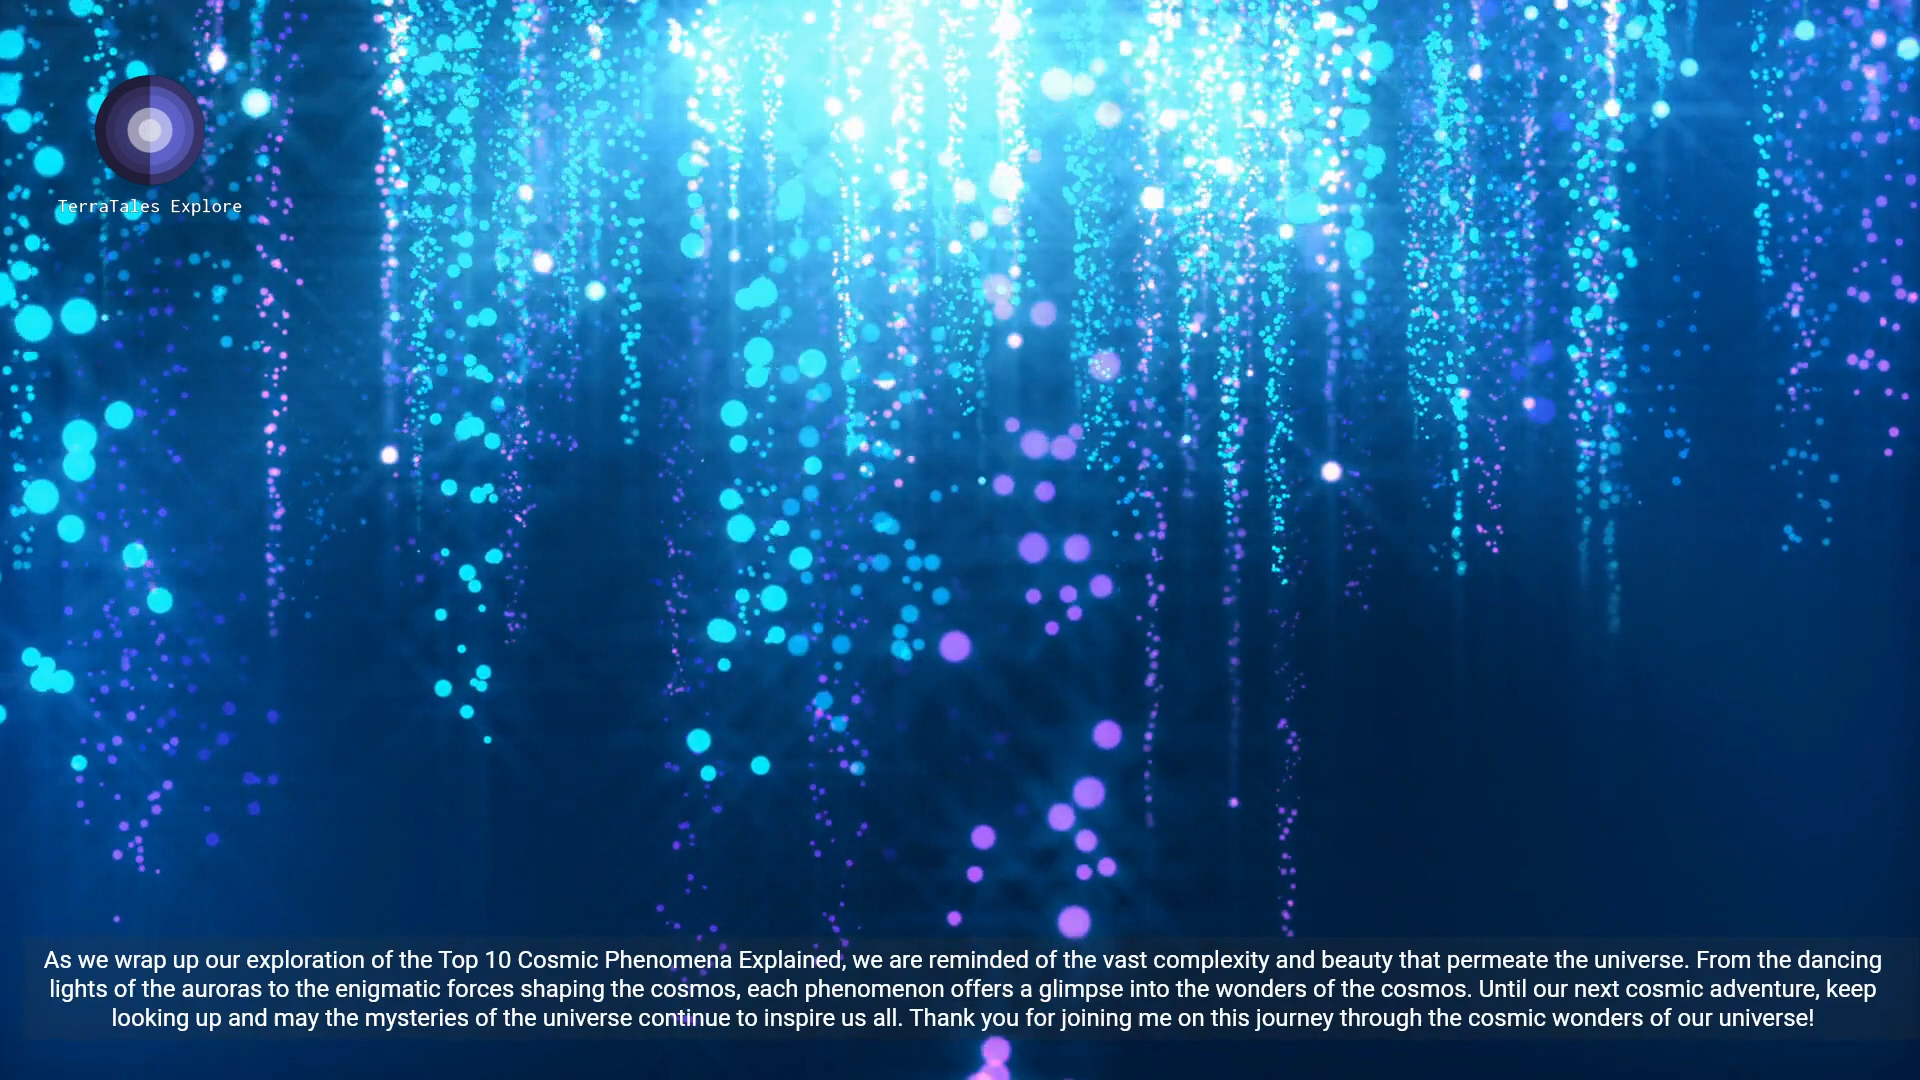 TerraTales Explore
As we wrap up our exploration of the Top 10 Cosmic Phenomena Explained, we are reminded of the vast complexity and beauty that permeate the universe. From the dancing
lights of the auroras to the enigmatic forces shaping the cosmos, each phenomenon offers a glimpse into the wonders of the cosmos. Until our next cosmic adventure, keep
looking up and may the mysteries of the universe continue to inspire us all. Thank you for joining me on this journey through the cosmic wonders of our universe!